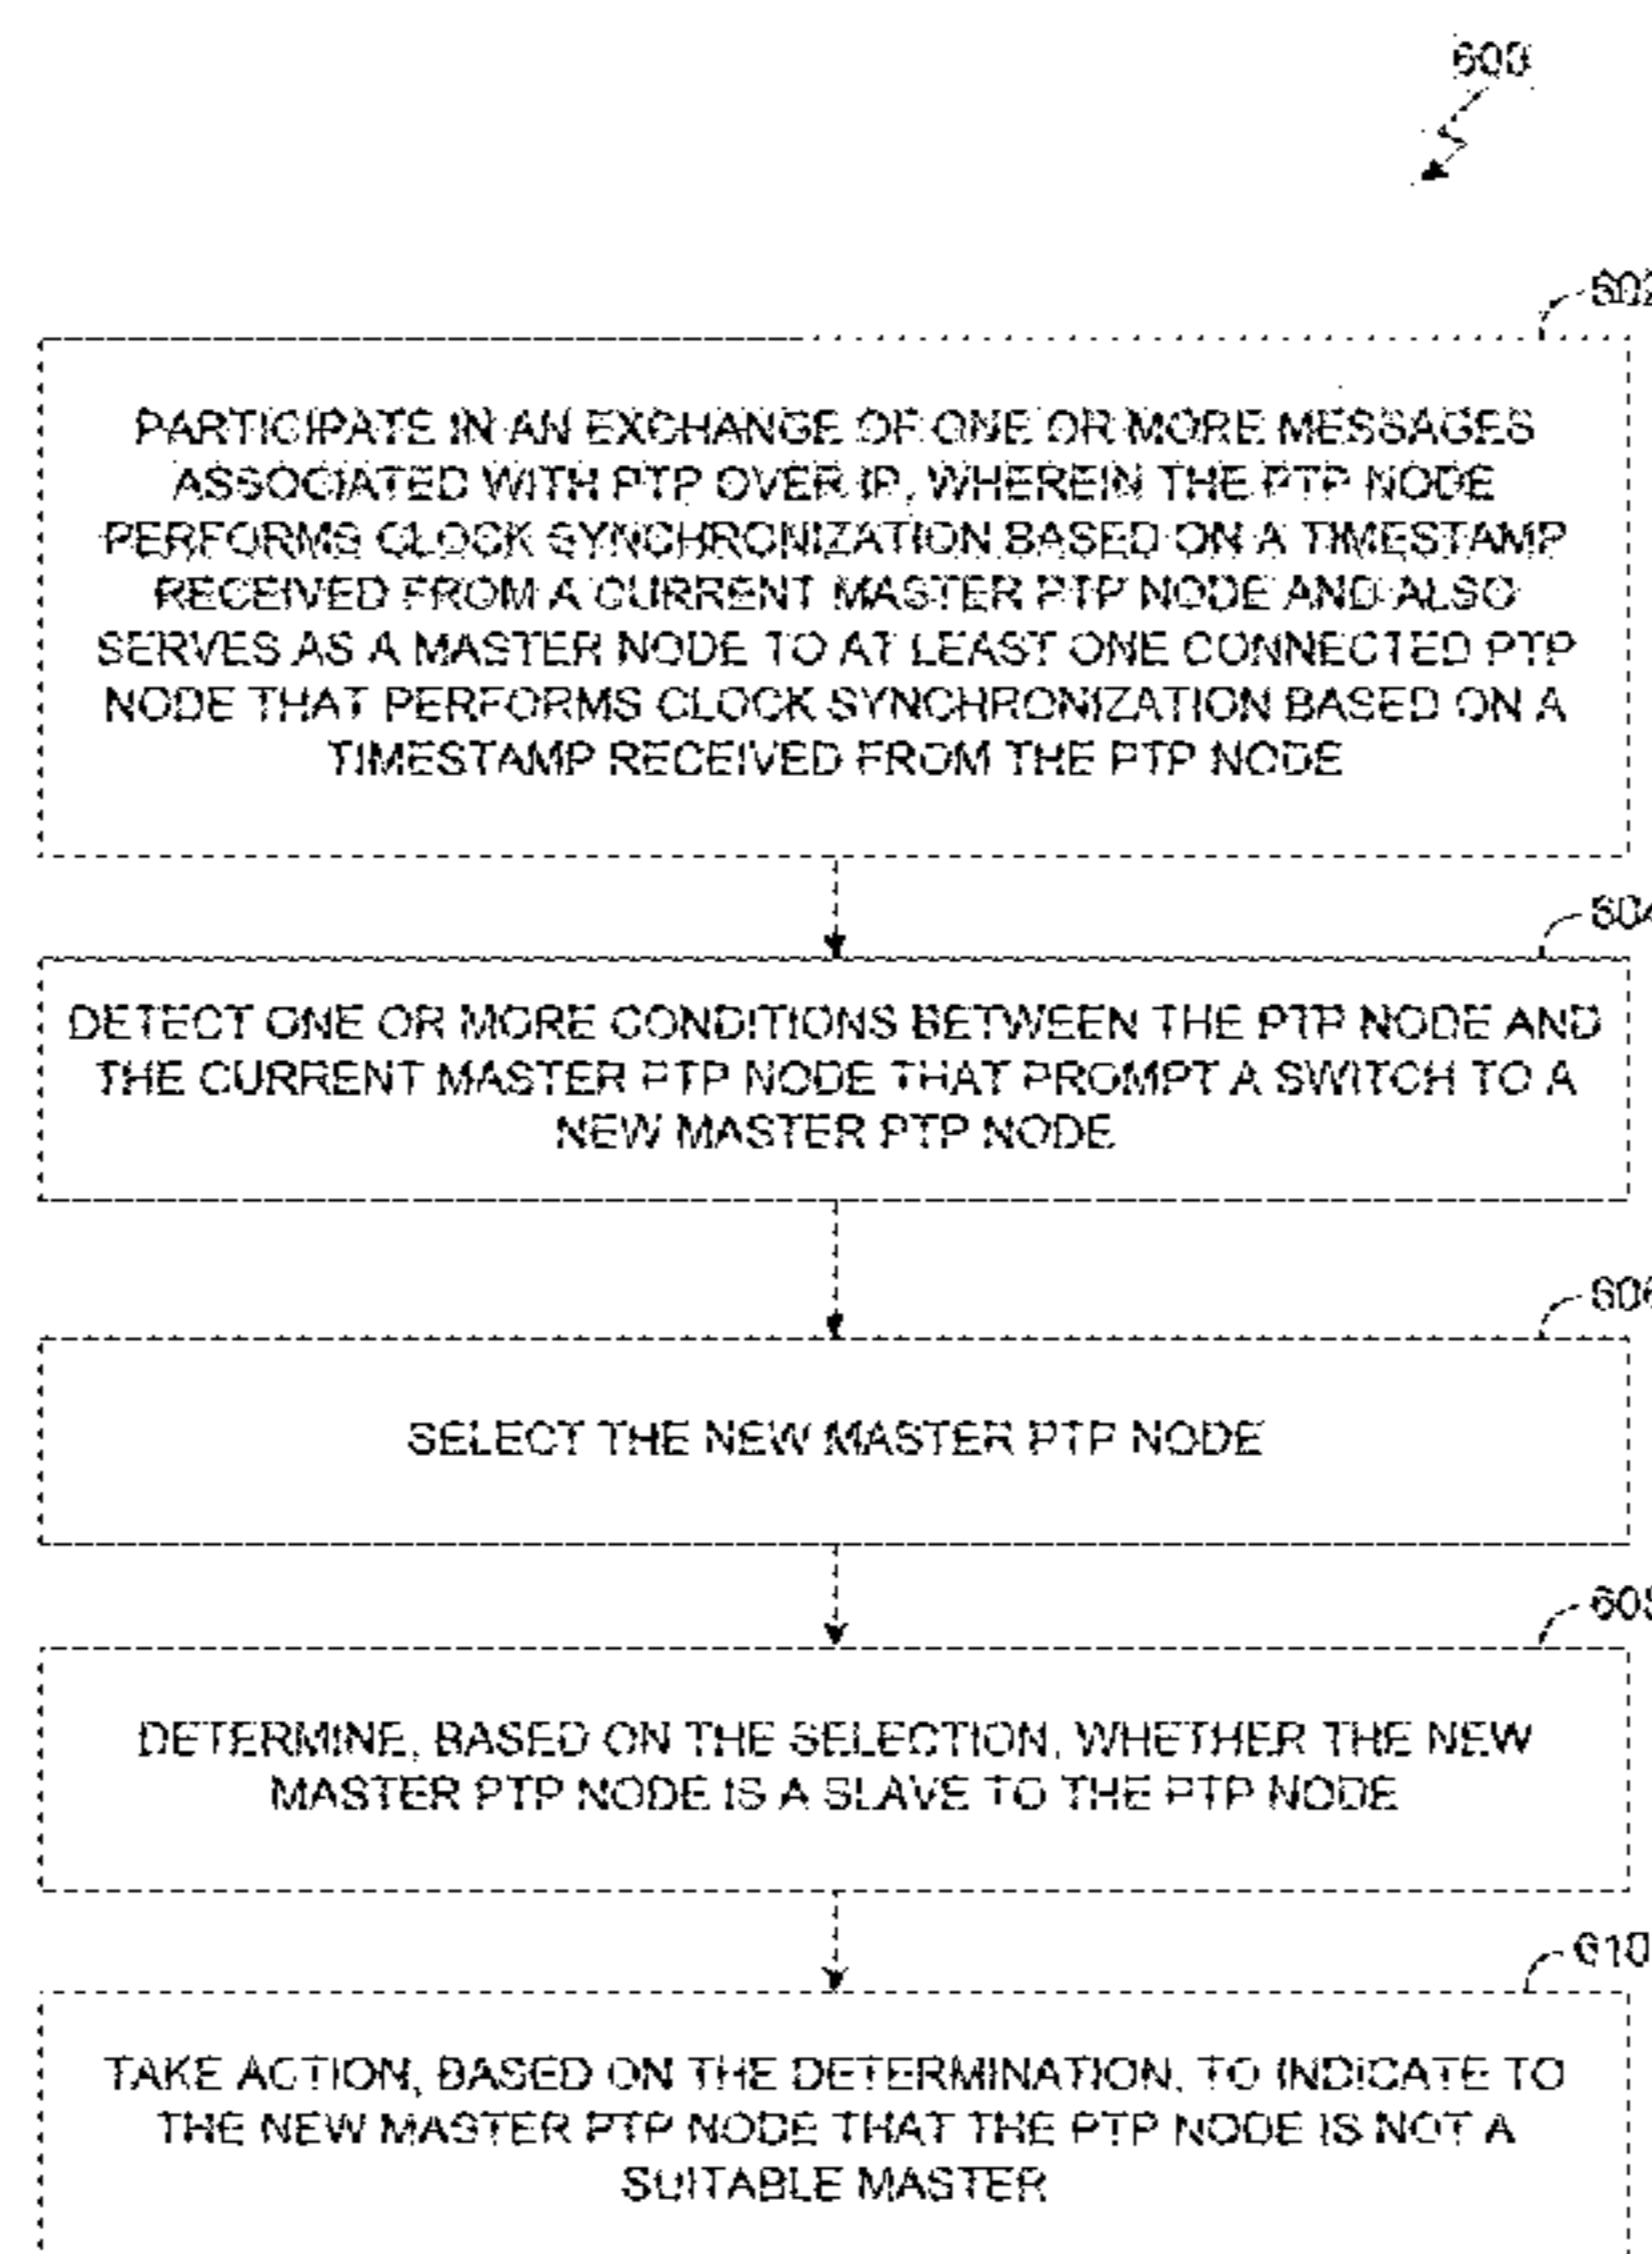 600
602
PARTICIPATE IN AN EXCHANGE OF ONE OR MORE MESSAGES
ASSOCIATED WITH PTP OVER IP, WHEREIN THE PTP NODE
PERFORMS CLOCK SYNCHRONIZATION BASED ON A TIMESTAMP
RECEIVED FROM A CURRENT MASTER PTP NODE AND ALSO
SERVES AS A MASTER NODE TO AT LEAST ONE CONNECTED PTP
NODE THAT PERFORMS CLOCK SYNCHRONIZATION BASED ON A
TIMESTAMP RECEIVED FROM THE PTP NODE
604
DETECT ONE OR MORE CONDITIONS BETWEEN THE PTP NODE AND
THE CURRENT MASTER PTP NODE THAT PROMPT A SWITCH TO A
NEW MASTER PTP NODE
606
SELECT THE NEW MASTER PTP NODE
608
DETERMINE, BASED ON THE SELECTION, WHETHER THE NEW
MASTER PTP NODE IS A SLAVE TO THE PTP NODE
610
TAKE ACTION, BASED ON THE DETERMINATION, TO INDICATE TO
THE NEW MASTER PTP NODE THAT THE PTP NODE IS NOT A
SUITABLE MASTER